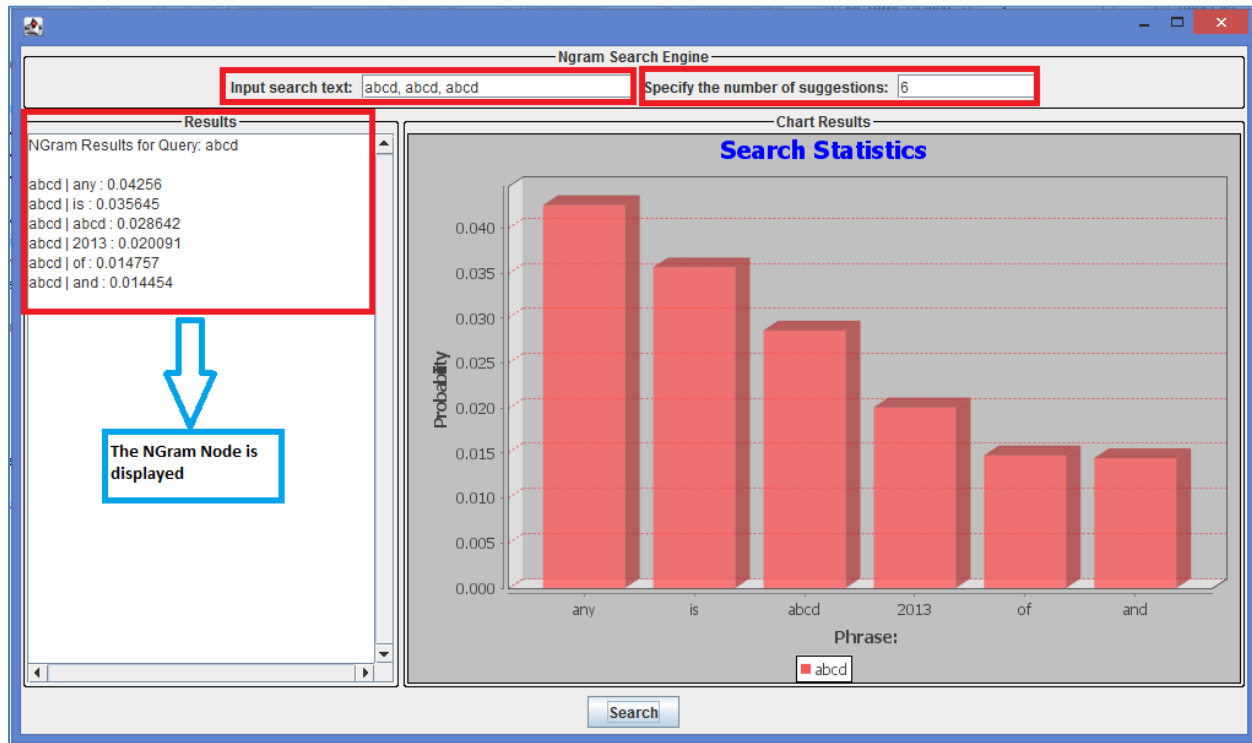 Ngram Search Engine
Input search text: abcd, abcd, abcd
Specify the number of suggestions: 6
Results
NGram Results for Query: abcd
abcd | any : 0.04256
abcd | is : 0.035645
abcd | abcd : 0.028642
abcd | 2013 : 0.020091
abcd | of : 0.014757
abcd | and : 0.014454
The NGram Node is
displayed
Chart Results
Search Statistics
Probability
0.040
0.035
0.030
0.025
0.020
0.015
0.010
0.005
0.000
any is abcd 2013 of and
Phrase:
abcd
Search